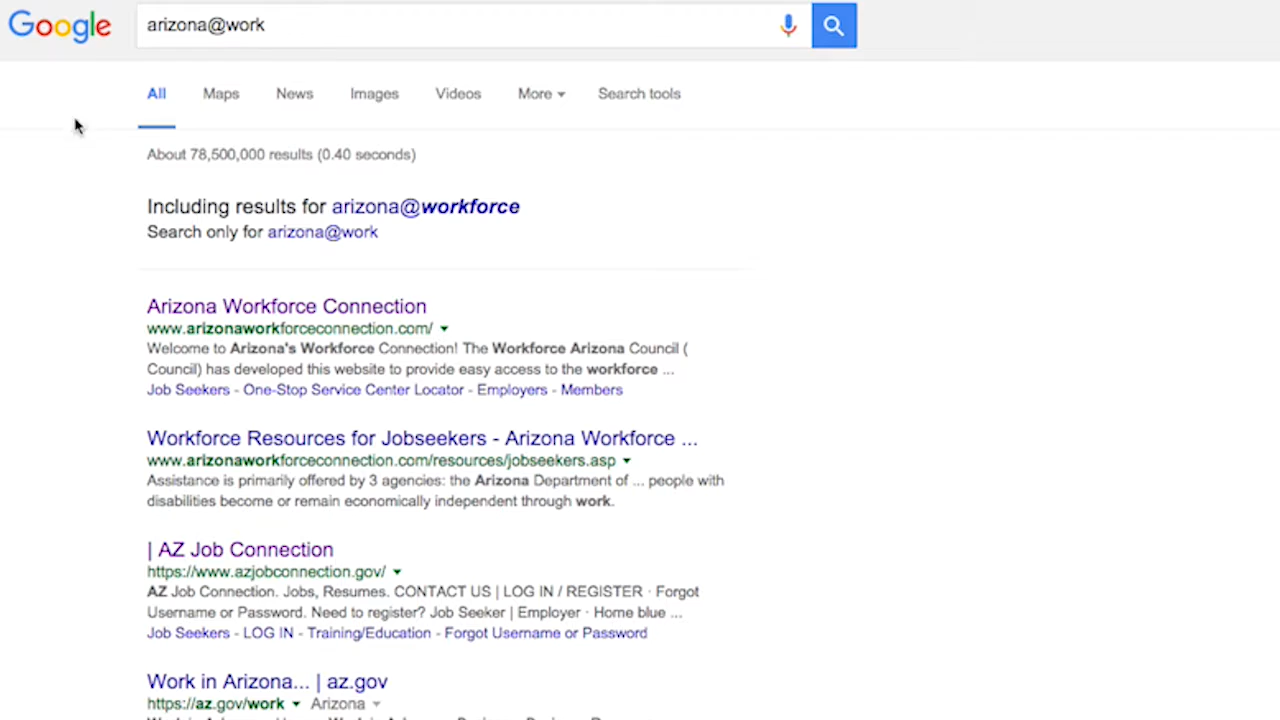 Google arizona@work
All Maps News Images Videos More Search tools
About 78,500,000 results (0.40 seconds)
Including results for arizona@workforce
Search only for arizona@work
Arizona Workforce Connection
www.arizonaworkforceconnection.com/
Welcome to Arizona's Workforce Connection! The Workforce Arizona Council (
Council) has developed this website to provide easy access to the workforce ...
Job Seekers - One-Stop Service Center Locator - Employers - Members
Workforce Resources for Jobseekers - Arizona Workforce ...
www.arizonaworkforceconnection.com/resources/jobseekers.asp
Assistance is primarily offered by 3 agencies: the Arizona Department of ... people with
disabilities become or remain economically independent through work.
| AZ Job Connection
https://www.azjobconnection.gov/
AZ Job Connection. Jobs, Resumes. CONTACT US | LOG IN / REGISTER · Forgot
Username or Password. Need to register? Job Seeker | Employer · Home blue ...
Job Seekers - LOG IN - Training/Education - Forgot Username or Password
Work in Arizona... | az.gov
https://az.gov/work Arizona